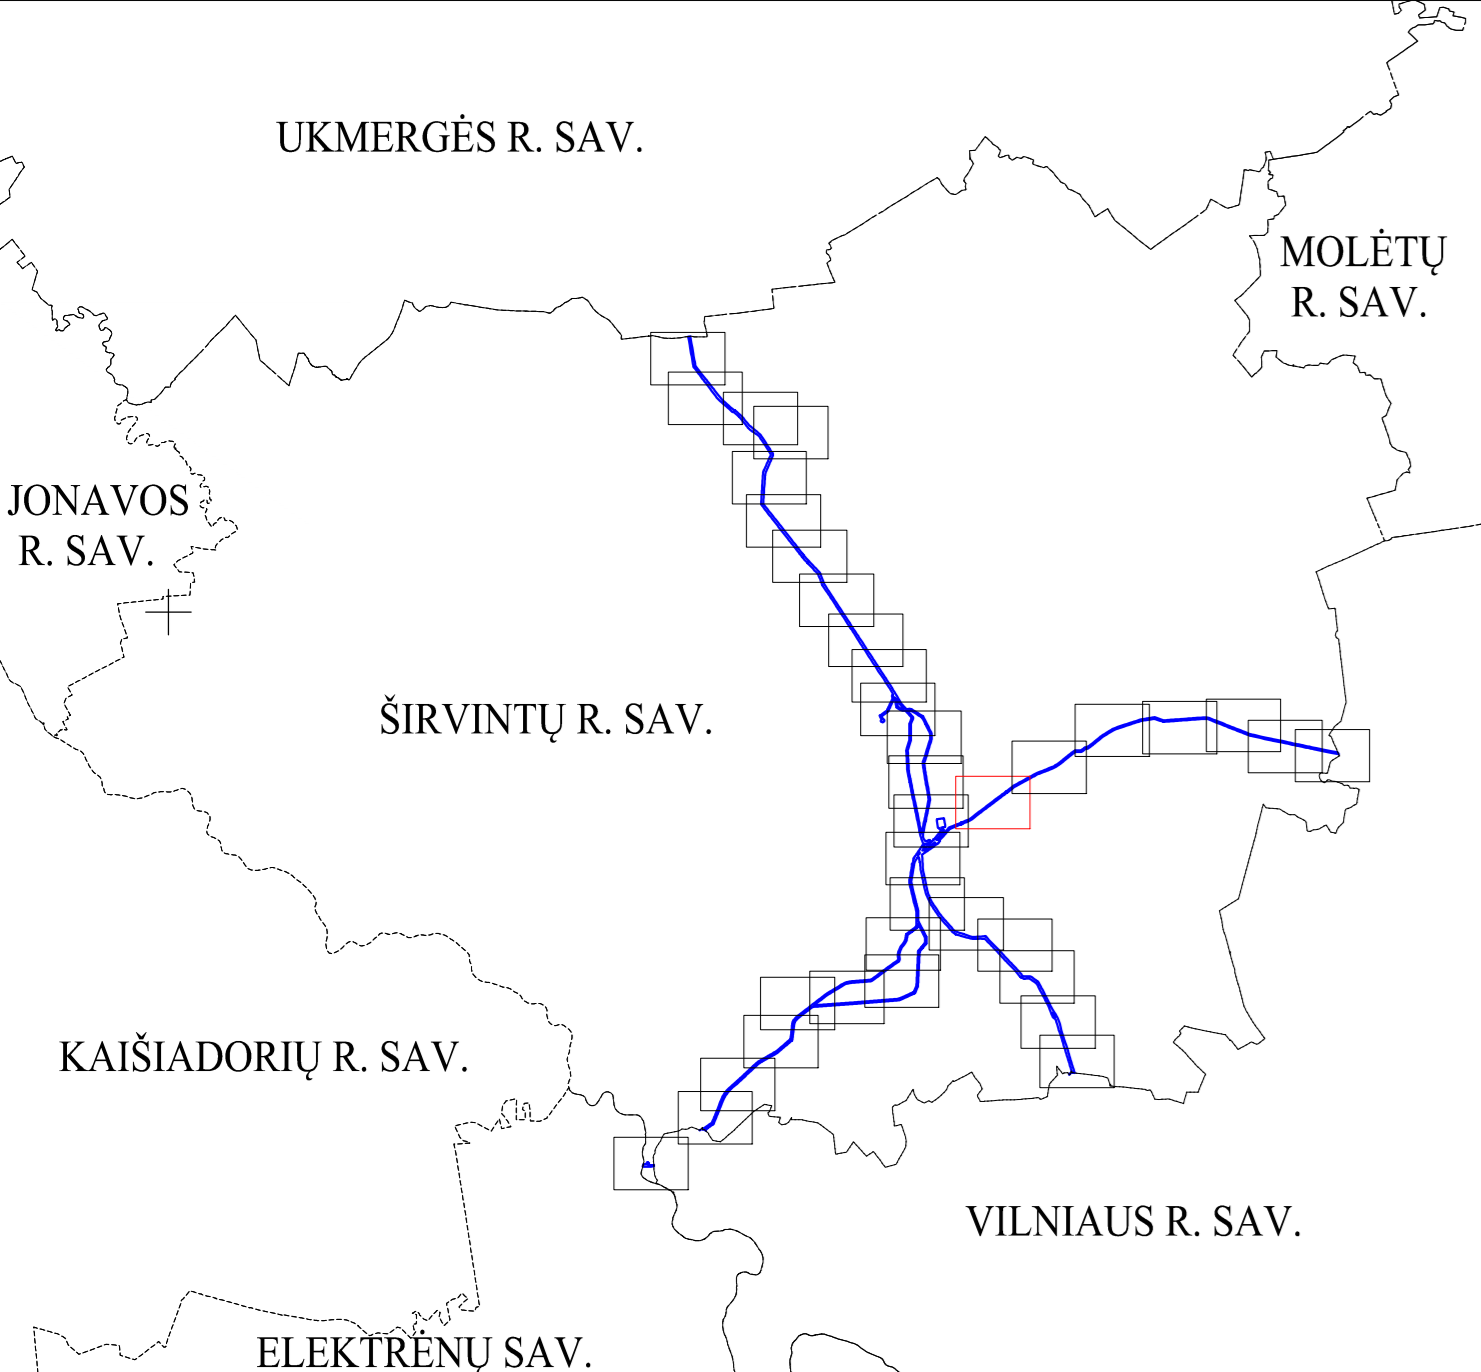 UKMERGĖS R. SAV.
MOLĖTŲ
R. SAV.
JONAVOS
R. SAV.
ŠIRVINTŲ R. SAV.
KAIŠIADORIŲ R. SAV.
VILNIAUS R. SAV.
ELEKTRĖNŲ SAV.